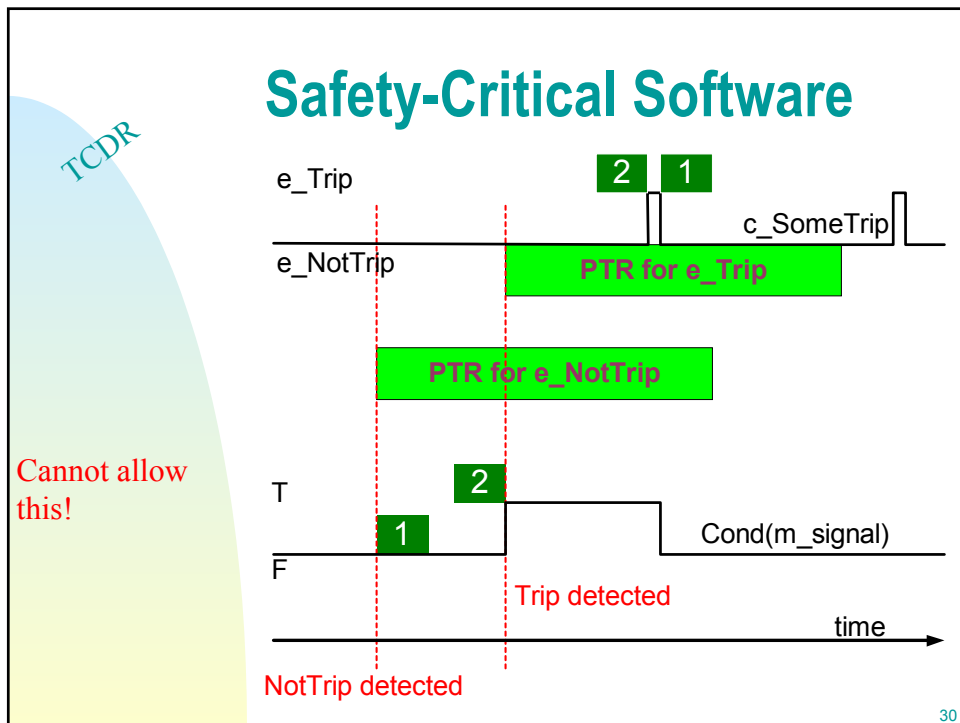 Safety-Critical Software
TCDR
e_Trip
2
1
c_SomeTrip
e_NotTrip
PTR for e_Trip
PTR for e_NotTrip
Cannot allow
this!
T
2
1
Cond(m_signal)
F
Trip detected
time
NotTrip detected
30